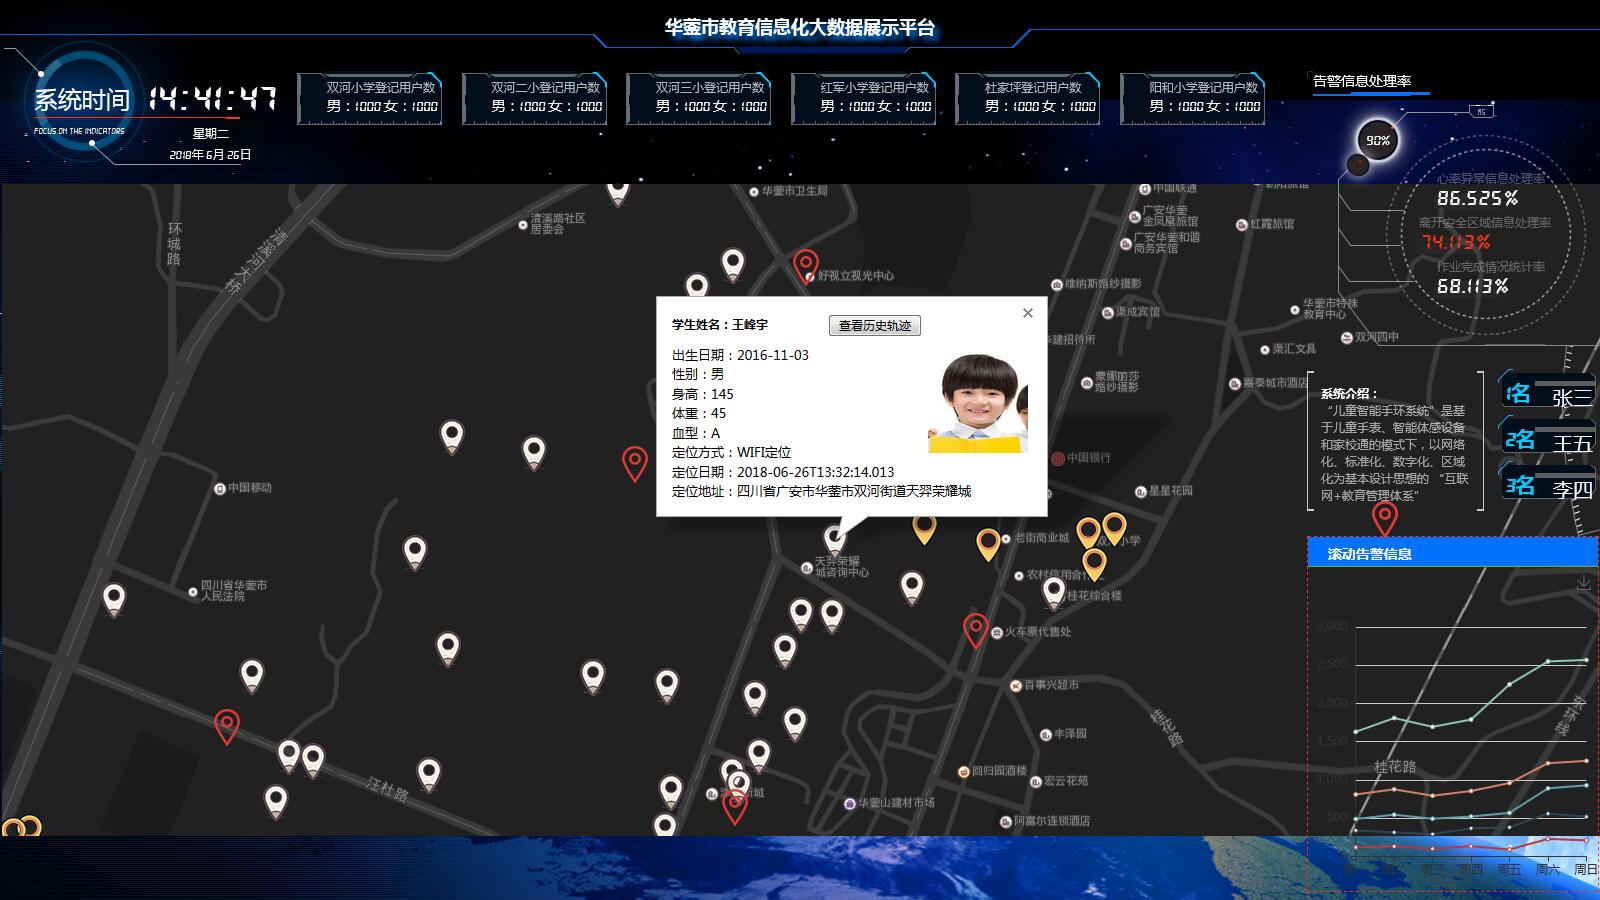 华蓥市教育信息化大数据展示平台
系统时间
FOCUS ON THE INDICATORS
14:41:47
星期二
2018年6月26日
双河小学登记用户数
男：1000 女：1000
双河二小登记用户数
男：1000 女：1000
双河三小登记用户数
男：1000 女：1000
红军小学登记用户数
男：1000 女：1000
杜家坪登记用户数
男：1000 女：1000
阳和小学登记用户数
男：1000 女：1000
告警信息处理率
MS
90%
心率异常信息处理率
86.525%
离开安全区域信息处理率
74.113%
作业完成情况统计率
68.113%
环城路
清溪河大桥
清溪路社区
居委会
华蓥市卫生局
好视立视光中心
中国联通
广安华蓥
金凤凰旅馆
广安华蓥和谐
商务宾馆
虹霞旅馆
维纳斯婚纱摄影
渠成宾馆
华蓥市特殊
教育中心
双河四中
渠汇文具
建招待所
蒙娜丽莎
婚纱摄影
嘉泰城市酒店
学生姓名：王峰宇
查看历史轨迹
×
出生日期：2016-11-03
性别：男
身高：145
体重：45
血型：A
定位方式：WIFI定位
定位日期：2018-06-26T13:32:14.013
定位地址：四川省广安市华蓥市双河街道天羿荣耀城
系统介绍：
“儿童智能手环系统”是基
于儿童手表、智能体感设备
和家校通的模式下，以网络
化、标准化、数字化、区域
化为基本设计思想的 “互联
网+教育管理体系”
1名 张三
2名 王五
3名 李四
中国银行
中国移动
星星花园
老街商业城
小学
天羿荣耀
城咨询中心
农村信用合
桂花综合楼
四川省华蓥市
人民法院
火车票代售处
百事兴超市
桂花路
丰泽园
回归园酒楼
宏云花苑
汪杜路
新城
华蓥山建材市场
阿富尔连锁酒店
滚动告警信息
3,000
2,500
2,000
1,500
1,000
500
东环线
桂花路
周三
周四
周五
周六
周日